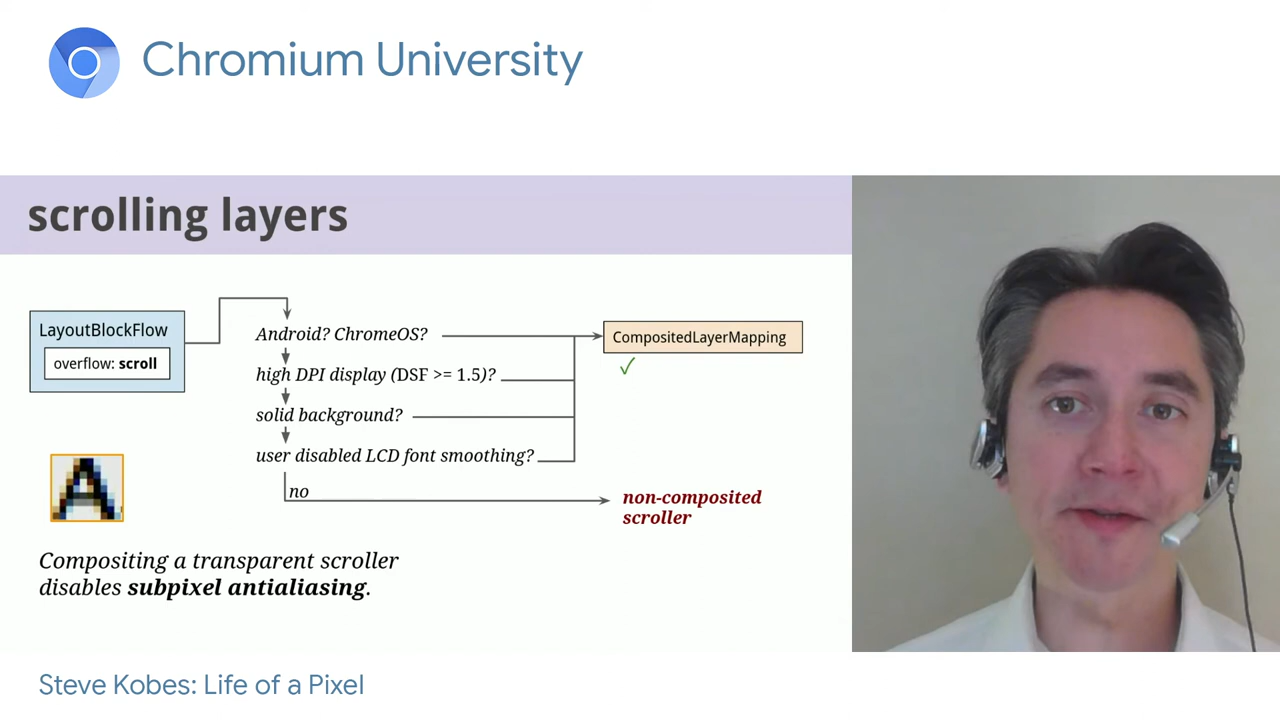 Chromium University
scrolling layers
LayoutBlockFlow
overflow: scroll
Android? ChromeOS?
CompositedLayerMapping
✓
high DPI display (DSF >= 1.5)?
solid background?
user disabled LCD font smoothing?
no
non-composited
scroller
A
Compositing a transparent scroller
disables subpixel antialiasing.
Steve Kobes: Life of a Pixel